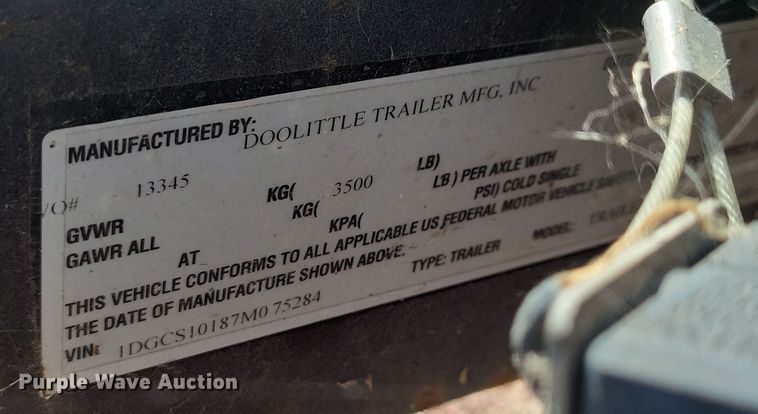 MANUFACTURED BY: DOOLITTLE TRAILER MFG, INC
/O# 13345
GVWR KG( 3500 LB)
GAWR ALL KG( LB) PER AXLE WITH
AT KPA( PSI) COLD SINGLE
THIS VEHICLE CONFORMS TO ALL APPLICABLE US FEDERAL MOTOR VEHICLE
THE DATE OF MANUFACTURE SHOWN ABOVE.
TYPE: TRAILER MODEL:
VIN: 1DGCS10187M0 75284
Purple Wave Auction